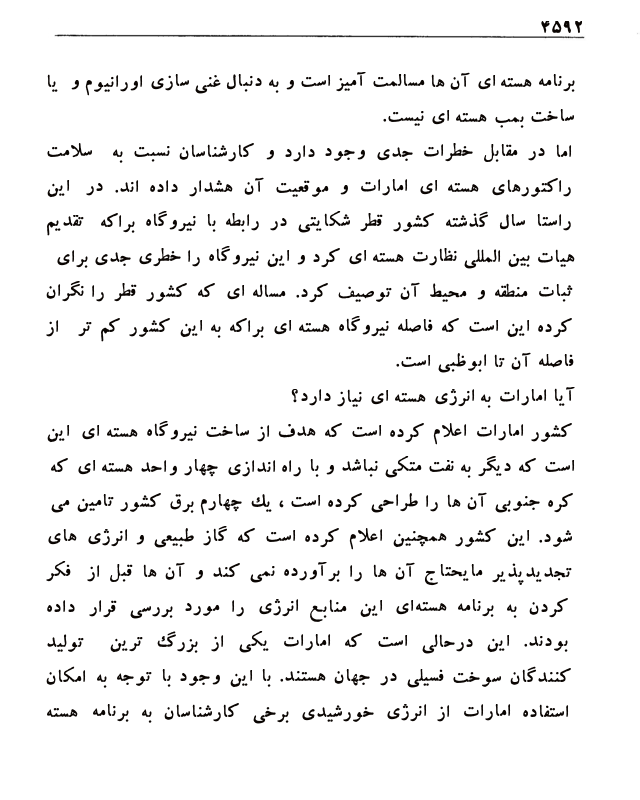 ۴۵۹۲
برنامه هسته ای آن ها مسالمت آمیز است و به دنبال غنی سازی اورانیوم و یا
ساخت بمب هسته ای نیست.
اما در مقابل خطرات جدی وجود دارد و کارشناسان نسبت به سلامت
راکتورهای هسته ای امارات و موقعیت آن هشدار داده اند. در این
راستا سال گذشته کشور قطر شکایتی در رابطه با نیروگاه براکه تقدیم
هیات بین المللی نظارت هسته ای کرد و این نیروگاه را خطری جدی برای
ثبات منطقه و محیط آن توصیف کرد. مساله ای که کشور قطر را نگران
کرده این است که فاصله نیروگاه هسته ای براکه به این کشور کم تر از
فاصله آن تا ابوظبی است.
آیا امارات به انرژی هسته ای نیاز دارد؟
کشور امارات اعلام کرده است که هدف از ساخت نیروگاه هسته ای این
است که دیگر به نفت متکی نباشد و با راه اندازی چهار واحد هسته ای که
کره جنوبی آن ها را طراحی کرده است ، یك چهارم برق کشور تامین می
شود. این کشور همچنین اعلام کرده است که گاز طبیعی و انرژی های
تجدیدپذیر مایحتاج آن ها را برآورده نمی کند و آن ها قبل از فکر
کردن به برنامه هسته‌ای این منابع انرژی را مورد بررسی قرار داده
بودند. این درحالی است که امارات یکی از بزرگ ترین تولید
کنندگان سوخت فسیلی در جهان هستند. با این وجود با توجه به امکان
استفاده امارات از انرژی خورشیدی برخی کارشناسان به برنامه هسته